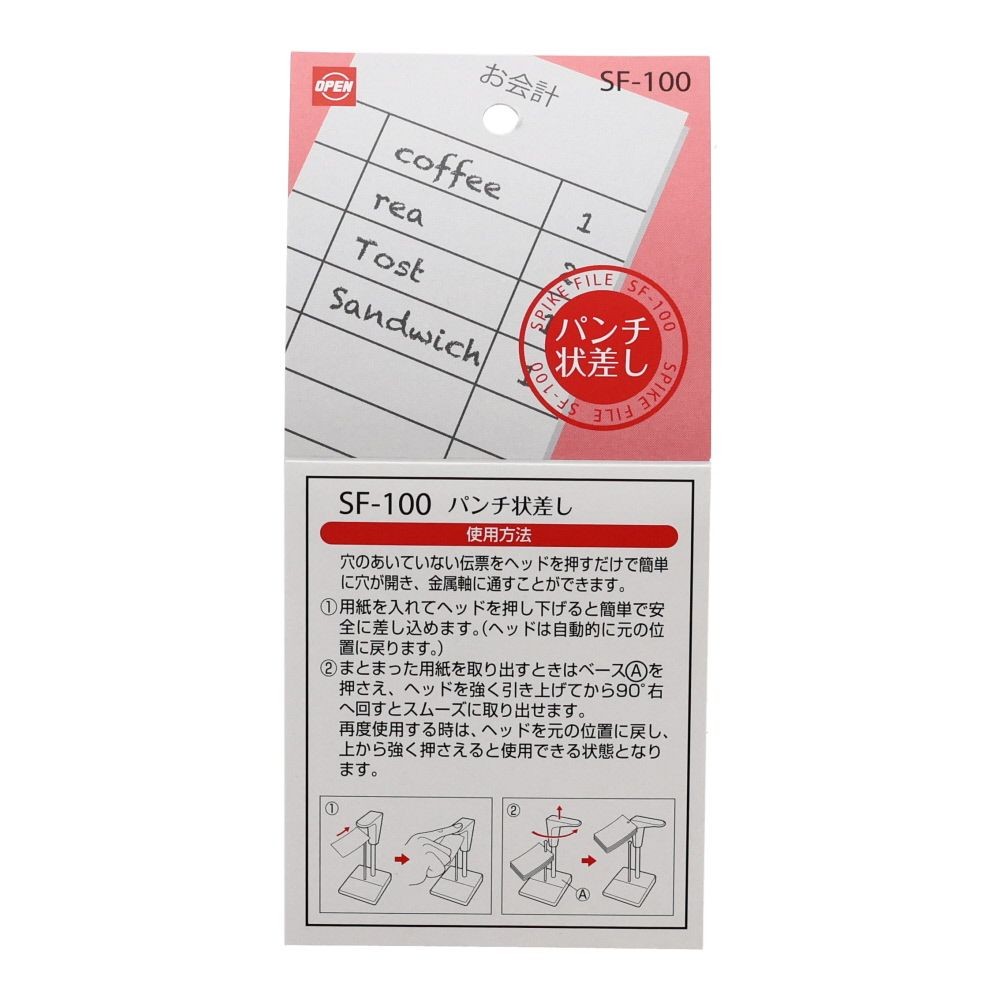 OPEN
お会計
SF-100
coffee 1
rea 2
Tost
Sandwich 1
SPIKE FILE SF-100
パンチ
状差し
SPIKE FILE SF-100
SF-100 パンチ状差し
使用方法
穴のあいていない伝票をヘッドを押すだけで簡単
に穴が開き、金属軸に通すことができます。
①用紙を入れてヘッドを押し下げると簡単で安
全に差し込めます。(ヘッドは自動的に元の位
置に戻ります。)
②まとまった用紙を取り出すときはベースⒶを
押さえ、ヘッドを強く引き上げてから90°右
へ回すとスムーズに取り出せます。
再度使用する時は、ヘッドを元の位置に戻し、
上から強く押さえると使用できる状態となり
ます。
① ②
Ⓐ